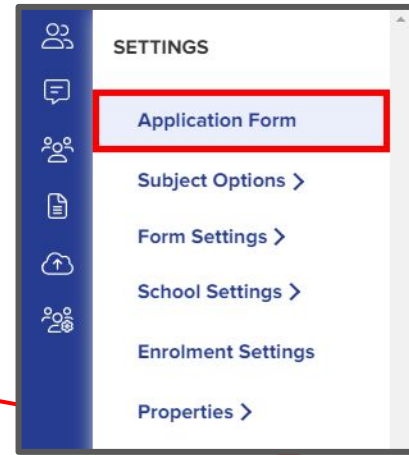 SETTINGS
Application Form
Subject Options >
Form Settings >
School Settings >
Enrolment Settings
Properties >